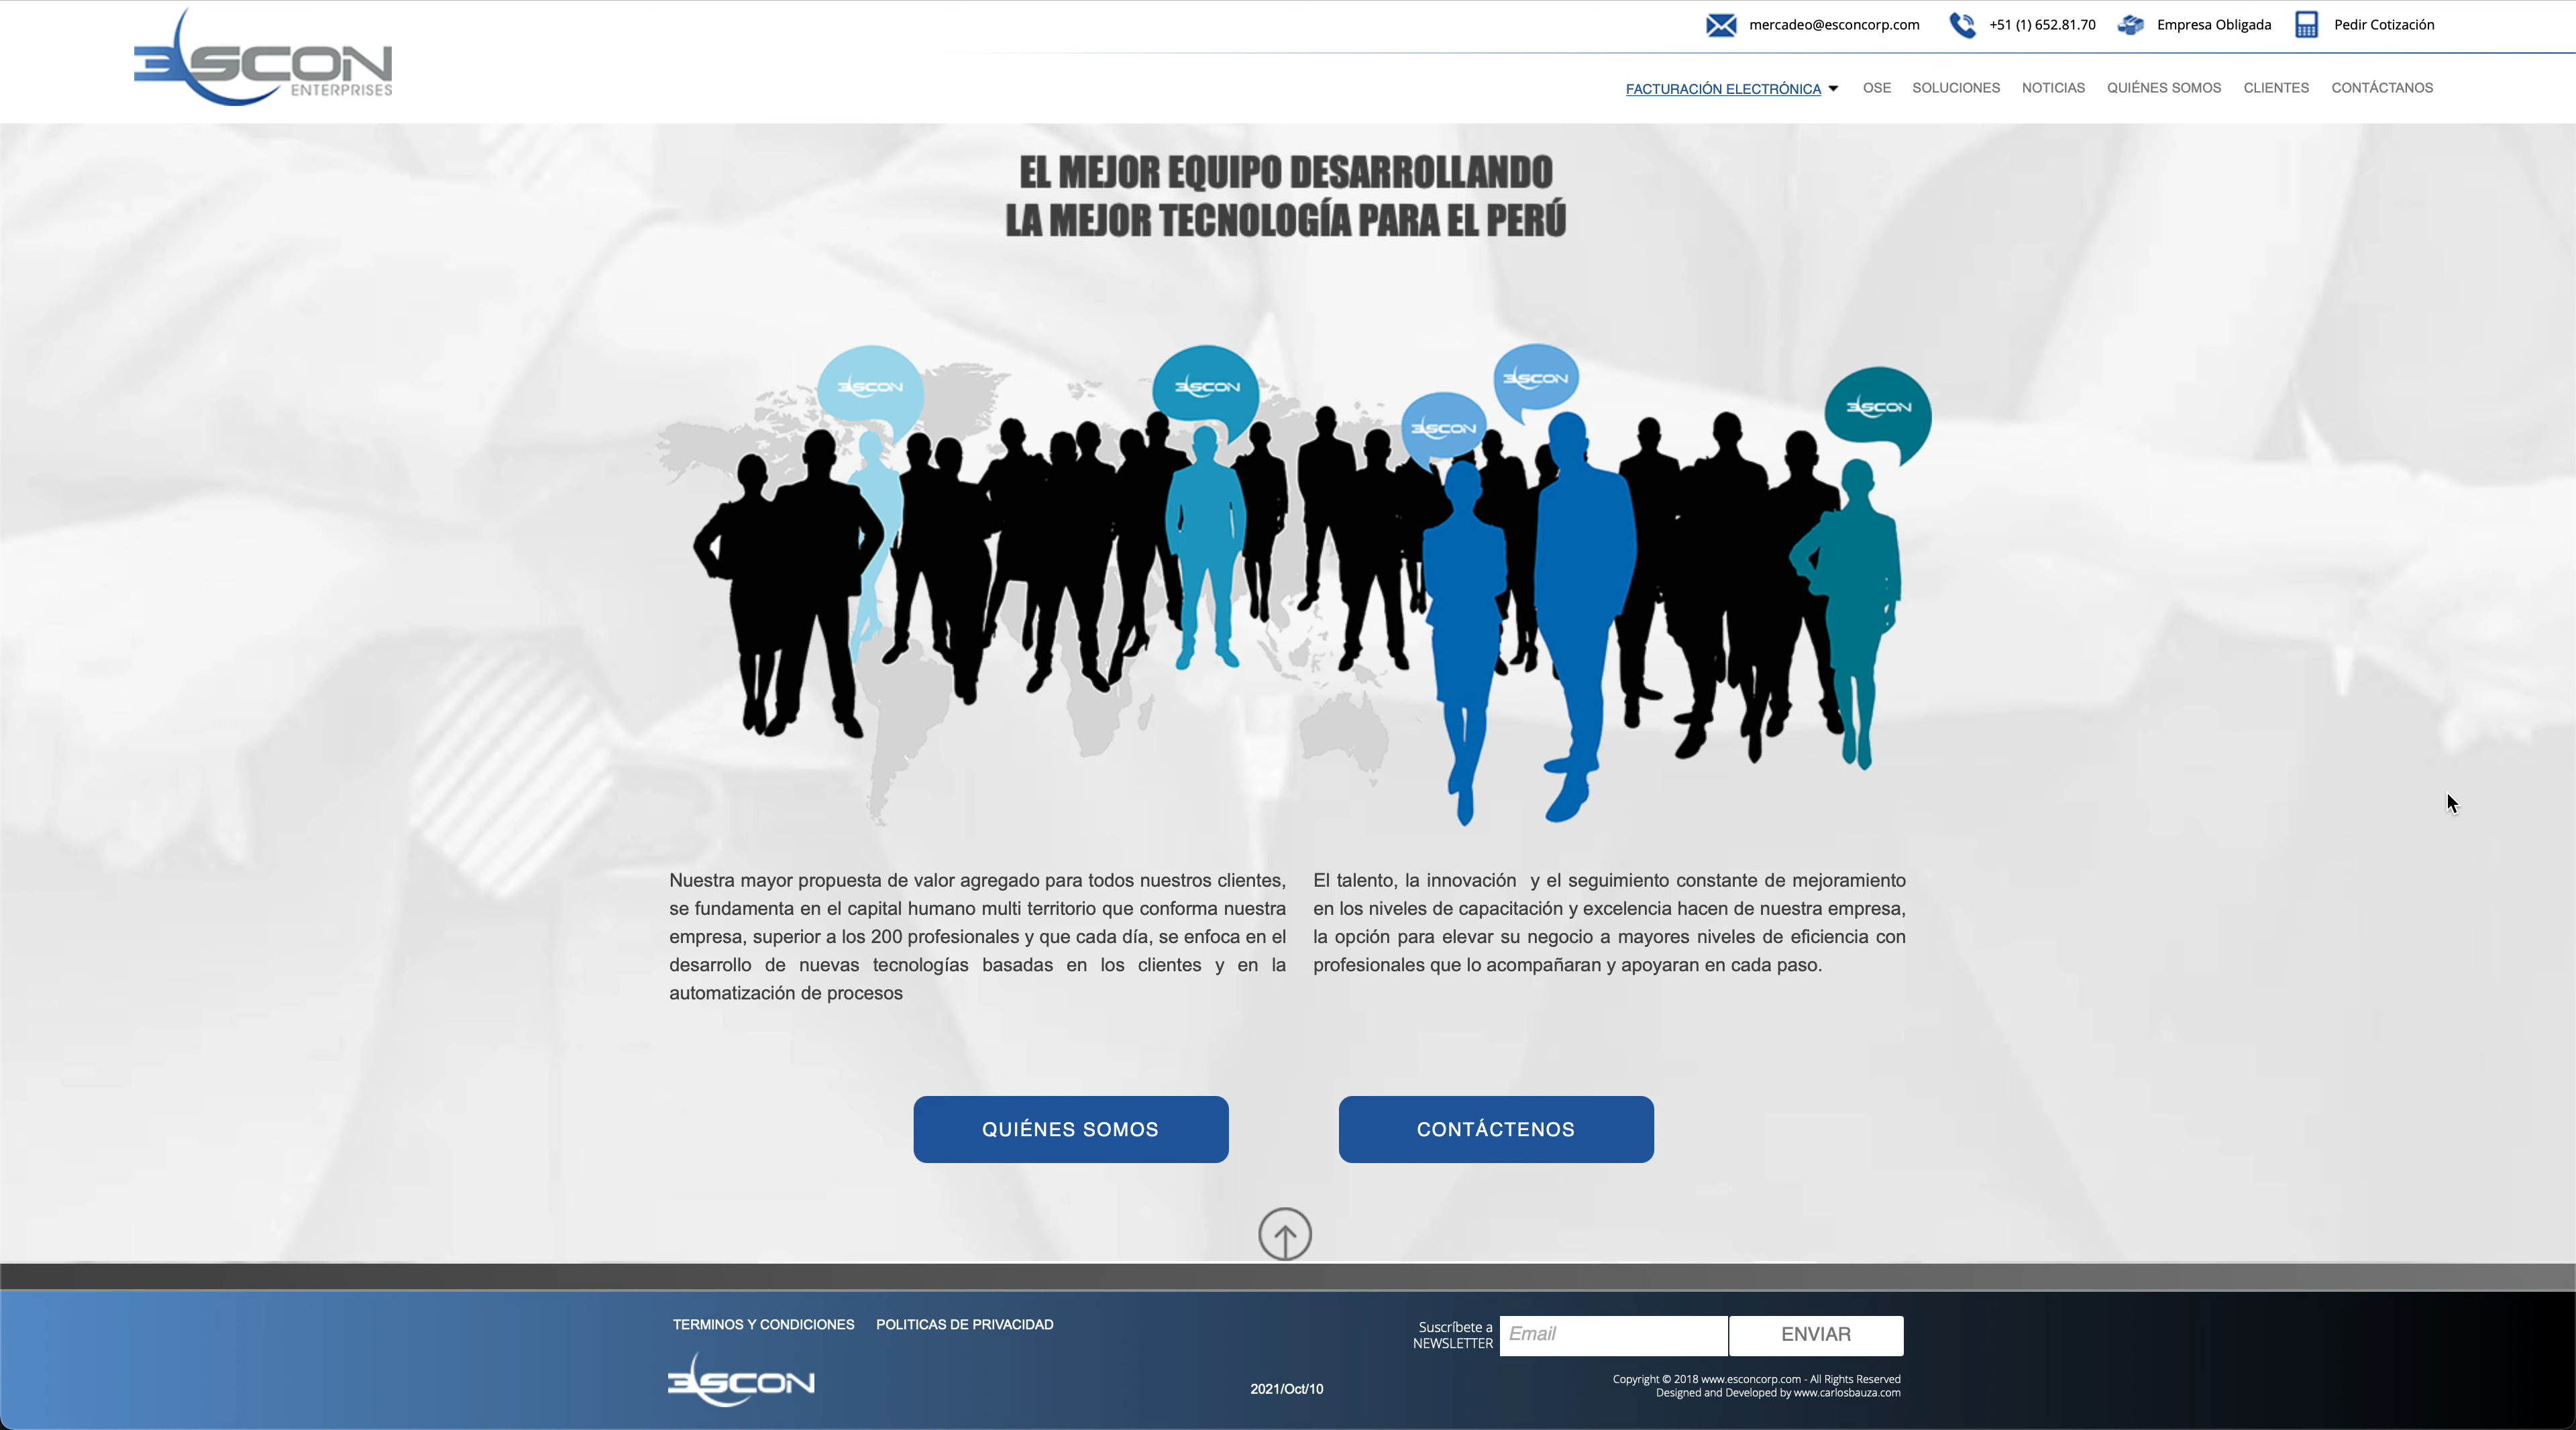 ESCON
ENTERPRISES
mercadeo@esconcorp.com
+51 (1) 652.81.70
Empresa Obligada
Pedir Cotización
FACTURACIÓN ELECTRÓNICA
OSE
SOLUCIONES
NOTICIAS
QUIÉNES SOMOS
CLIENTES
CONTÁCTANOS
EL MEJOR EQUIPO DESARROLLANDO
LA MEJOR TECNOLOGÍA PARA EL PERÚ
ESCON
ESCON
ESCON
ESCON
ESCON
Nuestra mayor propuesta de valor agregado para todos nuestros clientes,
se fundamenta en el capital humano multi territorio que conforma nuestra
empresa, superior a los 200 profesionales y que cada día, se enfoca en el
desarrollo de nuevas tecnologías basadas en los clientes y en la
automatización de procesos
El talento, la innovación y el seguimiento constante de mejoramiento
en los niveles de capacitación y excelencia hacen de nuestra empresa,
la opción para elevar su negocio a mayores niveles de eficiencia con
profesionales que lo acompañaran y apoyaran en cada paso.
QUIÉNES SOMOS
CONTÁCTENOS
TERMINOS Y CONDICIONES
POLITICAS DE PRIVACIDAD
Suscríbete a
NEWSLETTER
Email
ENVIAR
ESCON
2021/Oct/10
Copyright © 2018 www.esconcorp.com - All Rights Reserved
Designed and Developed by www.carlosbauza.com